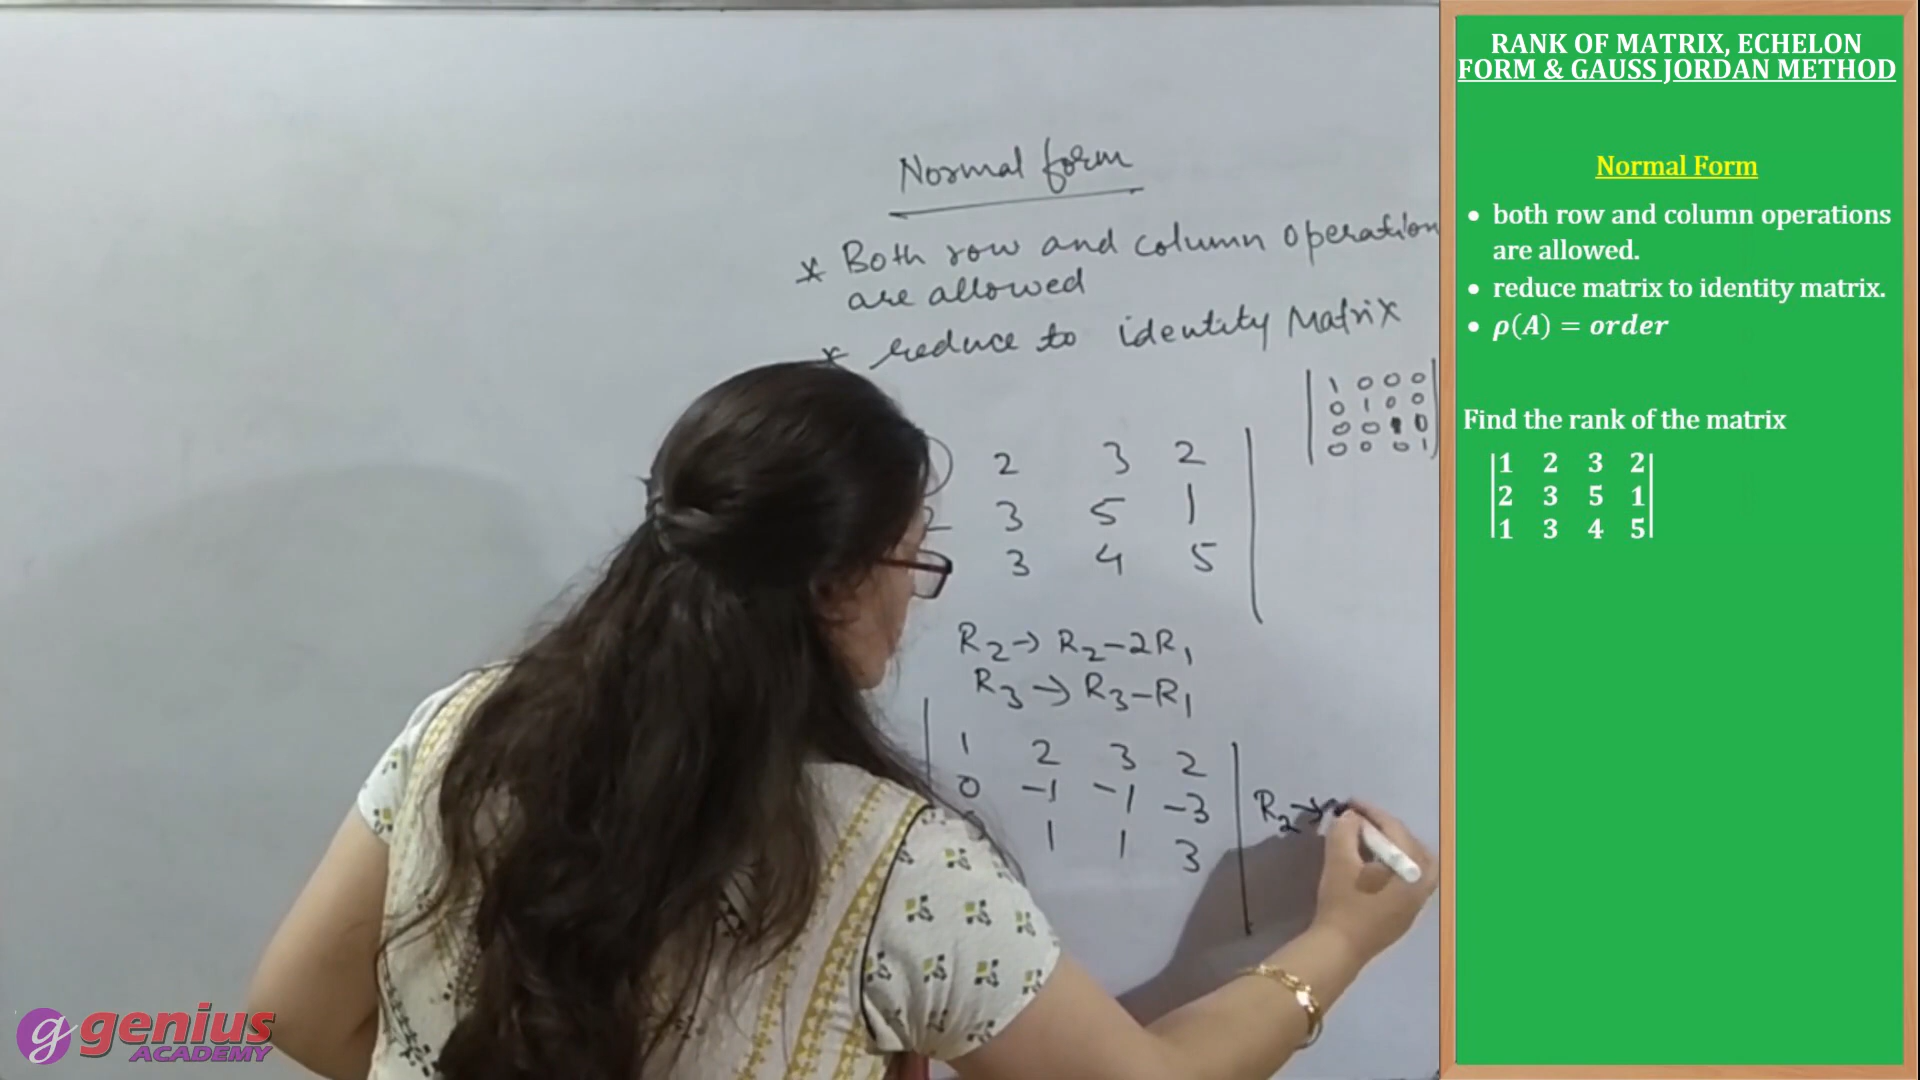 Normal form
* Both row and column operation
are allowed
* reduce to identity Matrix
1 0 0 0
0 1 0 0
0 0 1 0
0 0 0 1
2 3 2
2 3 5 1
3 4 5
R2 → R2 - 2R1
R3 → R3 - R1
1 2 3 2
0 -1 -1 -3
1 1 3
R2 →
genius
ACADEMY
RANK OF MATRIX, ECHELON
FORM & GAUSS JORDAN METHOD
Normal Form
• both row and column operations
are allowed.
• reduce matrix to identity matrix.
• ρ(A) = order
Find the rank of the matrix
|1 2 3 2|
|2 3 5 1|
|1 3 4 5|